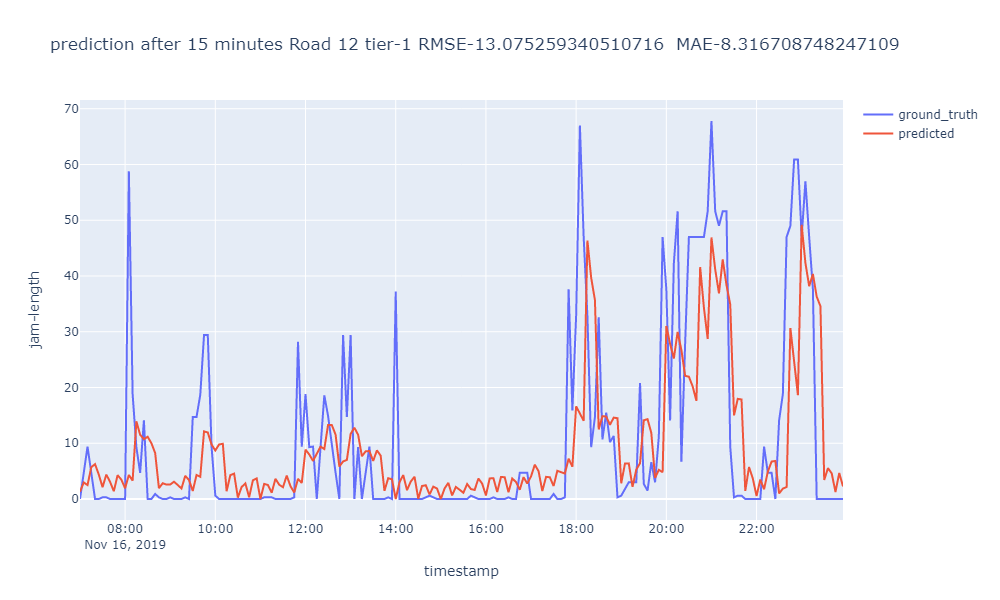 prediction after 15 minutes Road 12 tier-1 RMSE-13.075259340510716  MAE-8.316708748247109
ground_truth
predicted
70
60
50
40
30
20
10
0
jam-length
08:00 10:00 12:00 14:00 16:00 18:00 20:00 22:00
Nov 16, 2019
timestamp